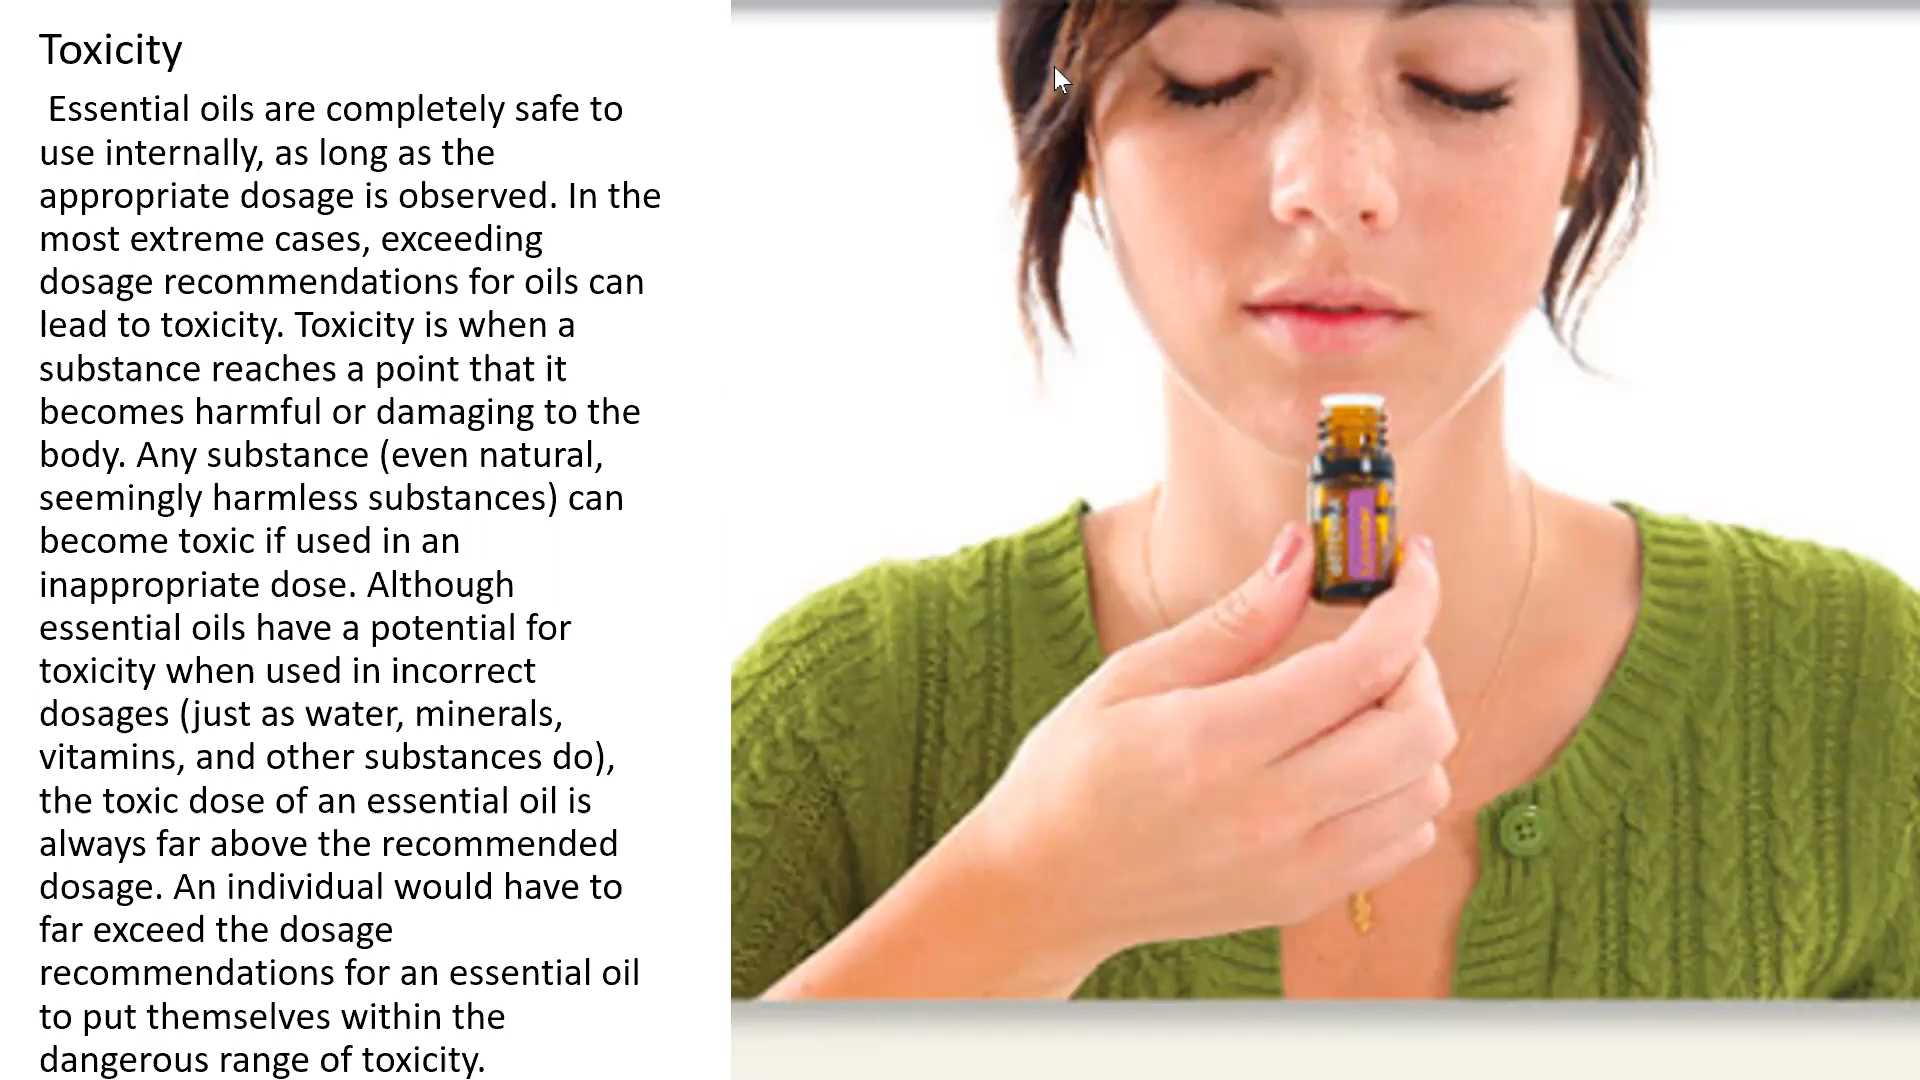 Toxicity
Essential oils are completely safe to
use internally, as long as the
appropriate dosage is observed. In the
most extreme cases, exceeding
dosage recommendations for oils can
lead to toxicity. Toxicity is when a
substance reaches a point that it
becomes harmful or damaging to the
body. Any substance (even natural,
seemingly harmless substances) can
become toxic if used in an
inappropriate dose. Although
essential oils have a potential for
toxicity when used in incorrect
dosages (just as water, minerals,
vitamins, and other substances do),
the toxic dose of an essential oil is
always far above the recommended
dosage. An individual would have to
far exceed the dosage
recommendations for an essential oil
to put themselves within the
dangerous range of toxicity.